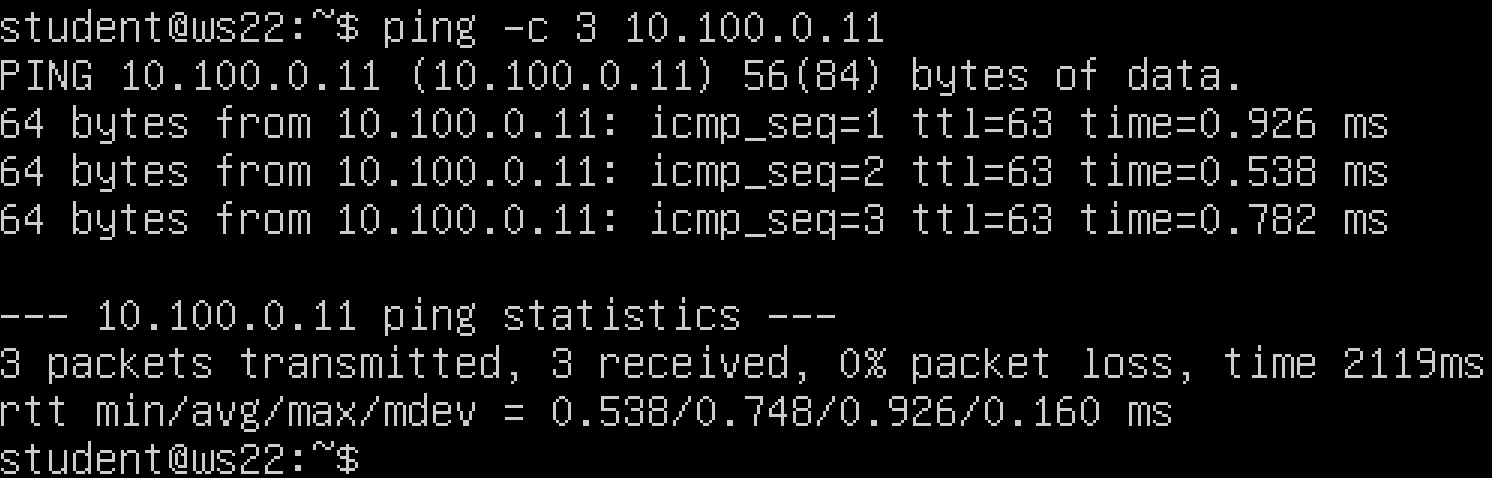 student@ws22:~$ ping -c 3 10.100.0.11
PING 10.100.0.11 (10.100.0.11) 56(84) bytes of data.
64 bytes from 10.100.0.11: icmp_seq=1 ttl=63 time=0.926 ms
64 bytes from 10.100.0.11: icmp_seq=2 ttl=63 time=0.538 ms
64 bytes from 10.100.0.11: icmp_seq=3 ttl=63 time=0.782 ms

--- 10.100.0.11 ping statistics ---
3 packets transmitted, 3 received, 0% packet loss, time 2119ms
rtt min/avg/max/mdev = 0.538/0.748/0.926/0.160 ms
student@ws22:~$